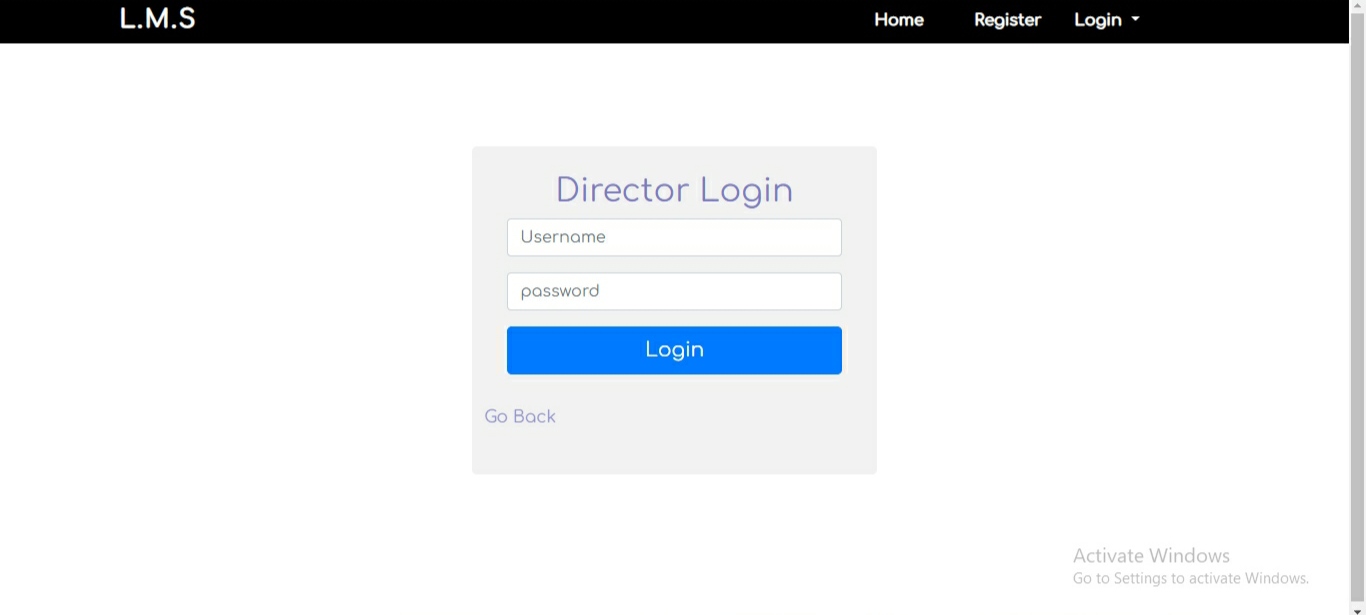 L.M.S Home Register Login
Director Login
Username
password
Login
Go Back
Activate Windows
Go to Settings to activate Windows.